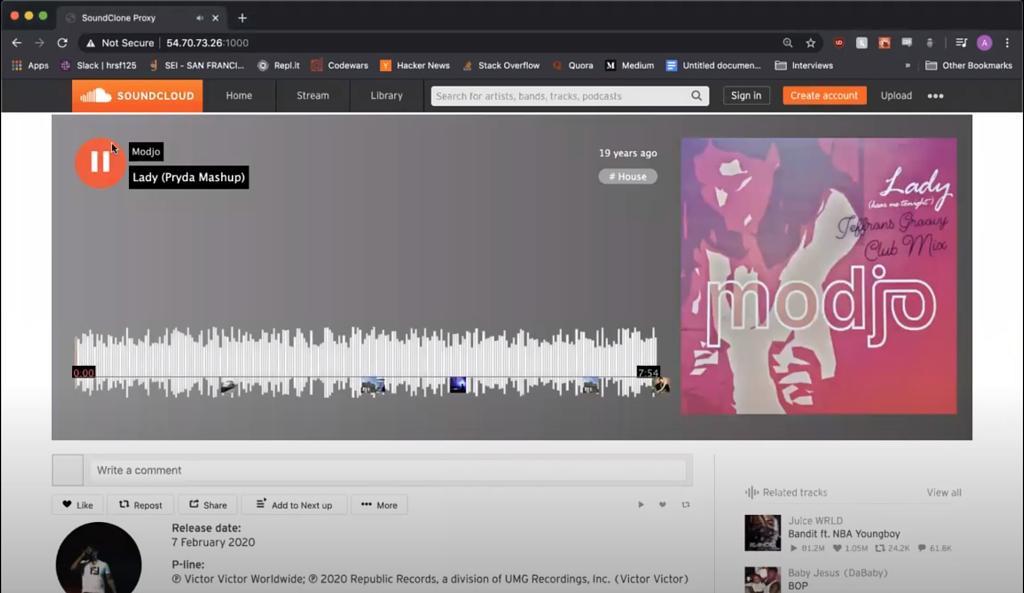 SoundClone Proxy
Not Secure | 54.70.73.26:1000
A
Apps
Slack | hrsf125
SEI - SAN FRANCI...
Repl.it
Codewars
Hacker News
Stack Overflow
Quora
Medium
Untitled documen...
Interviews
»
Other Bookmarks
SOUNDCLOUD
Home
Stream
Library
Search for artists, bands, tracks, podcasts
Sign in
Create account
Upload
Modjo
Lady (Pryda Mashup)
19 years ago
# House
Lady
(hear me tonight)
Jeffrans Groovy
Club Mix
modjo
0:00
7:54
Write a comment
Like
Repost
Share
Add to Next up
More
Release date:
7 February 2020
P-line:
℗ Victor Victor Worldwide; ℗ 2020 Republic Records, a division of UMG Recordings, Inc. (Victor Victor)
Related tracks
View all
Juice WRLD
Bandit ft. NBA Youngboy
81.2M 1.05M 24.2K 61.8K
Baby Jesus (DaBaby)
BOP